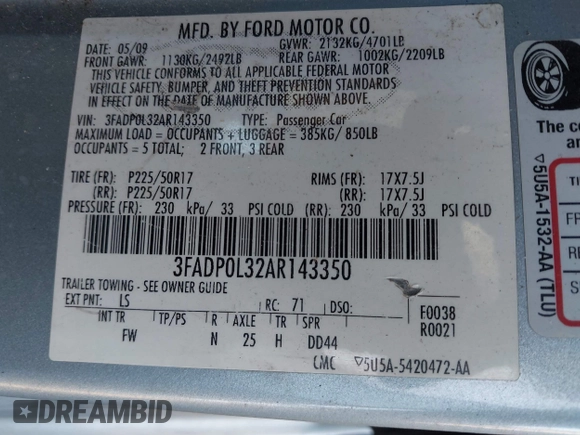 MFD. BY FORD MOTOR CO.
DATE: 05/09 GVWR: 2132KG/4701LB
FRONT GAWR: 1130KG/2492LB REAR GAWR: 1002KG/2209LB
THIS VEHICLE CONFORMS TO ALL APPLICABLE FEDERAL MOTOR
VEHICLE SAFETY, BUMPER, AND THEFT PREVENTION STANDARDS
IN EFFECT ON THE DATE OF MANUFACTURE SHOWN ABOVE.
VIN: 3FADP0L32AR143350 TYPE: Passenger Car
MAXIMUM LOAD = OCCUPANTS + LUGGAGE = 385KG/ 850LB
OCCUPANTS = 5 TOTAL; 2 FRONT, 3 REAR
TIRE (FR): P225/50R17 RIMS (FR): 17X7.5J
(RR): P225/50R17 (RR): 17X7.5J
PRESSURE (FR): 230 kPa/ 33 PSI COLD (RR): 230 kPa/ 33 PSI COLD
3FADP0L32AR143350
TRAILER TOWING - SEE OWNER GUIDE
EXT PNT: LS RC: 71 DSO: F0038
INT TR TP/PS R AXLE TR SPR R0021
FW N 25 H DD44
CMC ▽5U5A-5420472-AA
The co
an
▽5U5A-1532-AA (TLU)
TI
FR
RE
S
DREAMBID